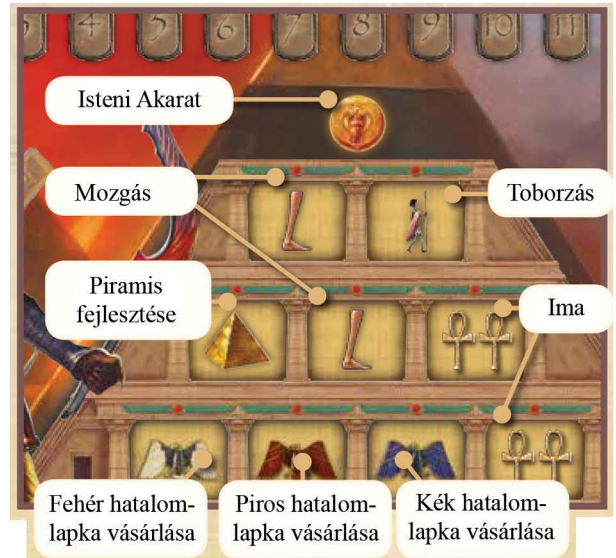 3 4 5 6 7 8 9 10 11
Isteni Akarat
Mozgás
Toborzás
Piramis
fejlesztése
Ima
Fehér hatalom-
lapka vásárlása
Piros hatalom-
lapka vásárlása
Kék hatalom-
lapka vásárlása